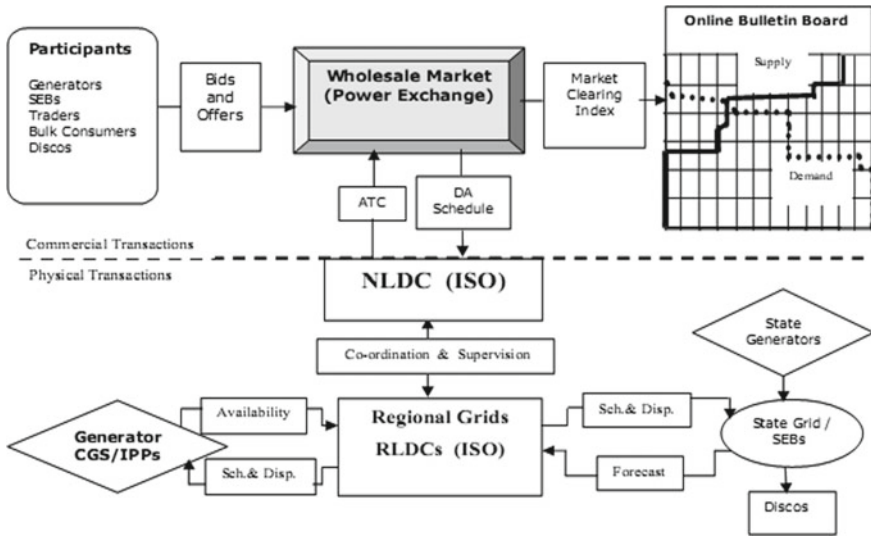 Participants
Generators
SEBs
Traders
Bulk Consumers
Discos
Bids
and
Offers
Wholesale Market
(Power Exchange)
Market
Clearing
Index
Online Bulletin Board
Supply
Demand
ATC
DA
Schedule
Commercial Transactions
Physical Transactions
NLDC (ISO)
Co-ordination & Supervision
State
Generators
Generator
CGS/IPPs
Availability
Sch.& Disp.
Regional Grids
RLDCs (ISO)
Sch.& Disp.
Forecast
State Grid /
SEBs
Discos